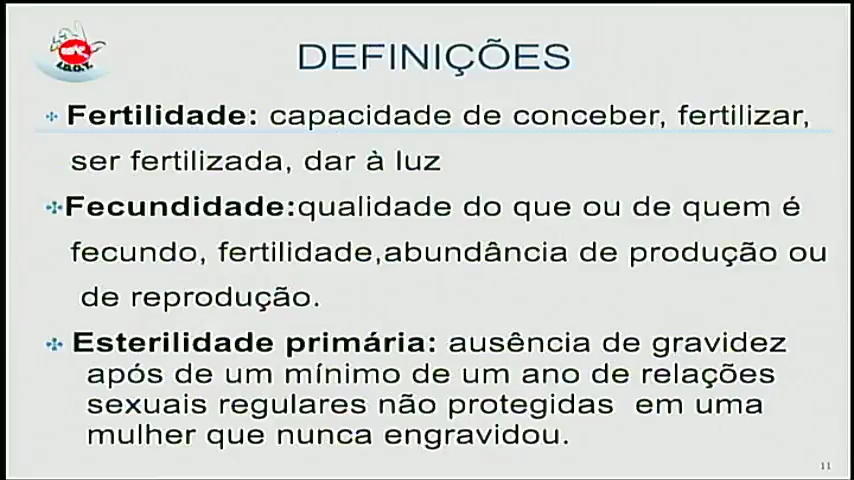 DEFINIÇÕES
Fertilidade: capacidade de conceber, fertilizar,
ser fertilizada, dar à luz
Fecundidade:qualidade do que ou de quem é
fecundo, fertilidade,abundância de produção ou
de reprodução.
Esterilidade primária: ausência de gravidez
após de um mínimo de um ano de relações
sexuais regulares não protegidas em uma
mulher que nunca engravidou.
11